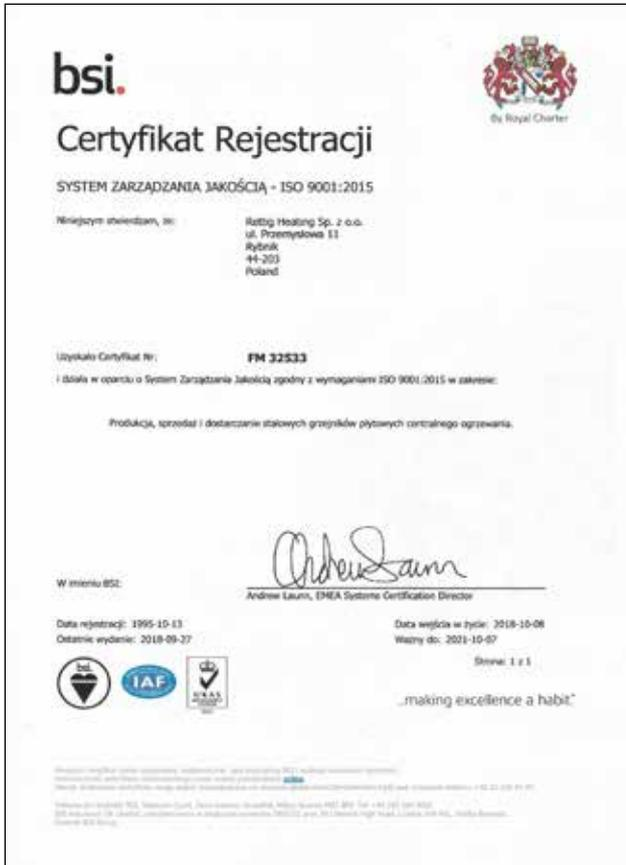 bsi.
By Royal Charter
Certyfikat Rejestracji
SYSTEM ZARZĄDZANIA JAKOŚCIĄ - ISO 9001:2015
Niniejszym stwierdzam, że:
Rettig Heating Sp. z o.o.
ul. Przemysłowa 11
Rybnik
44-203
Poland
Uzyskało Certyfikat Nr:
FM 32533
i działa w oparciu o System Zarządzania Jakością zgodny z wymaganiami ISO 9001:2015 w zakresie:
Produkcja, sprzedaż i dostarczanie stalowych grzejników płytowych centralnego ogrzewania.
W imieniu BSI:
Andrew Launn, EMEA Systems Certification Director
Data rejestracji: 1995-10-13
Data wejścia w życie: 2018-10-08
Ostatnie wydanie: 2018-09-27
Ważny do: 2021-10-07
Strona: 1 z 1
bsi.
IAF
UKAS
...making excellence a habit."